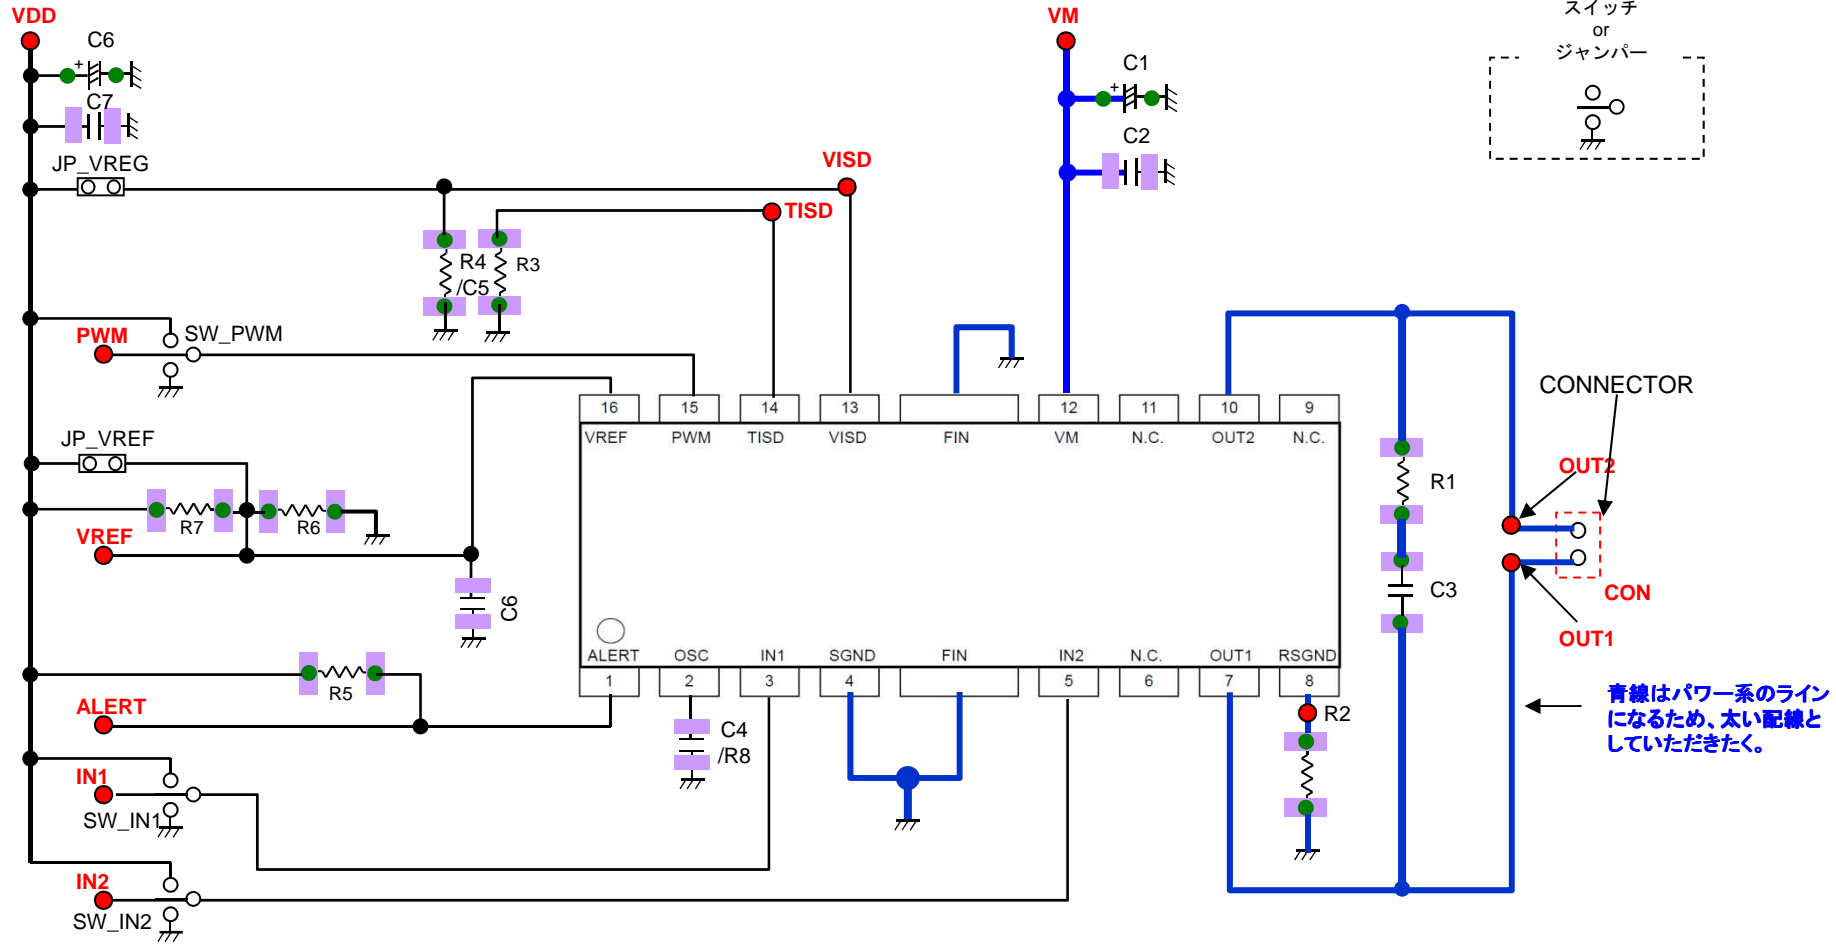 VDD
VM
スイッチ
or
ジャンパー
C6
+
C7
C1
+
C2
JP_VREG
VISD
TISD
R4
/C5
R3
PWM
SW_PWM
CONNECTOR
16
15
14
13
12
11
10
9
VREF
PWM
TISD
VISD
FIN
VM
N.C.
OUT2
N.C.
JP_VREF
R7
R6
VREF
C6
R1
OUT2
C3
CON
OUT1
ALERT
OSC
IN1
SGND
FIN
IN2
N.C.
OUT1
RSGND
1
2
3
4
5
6
7
8
R5
ALERT
C4
/R8
R2
青線はパワー系のライン
になるため、太い配線と
していただきたく。
IN1
SW_IN1
IN2
SW_IN2